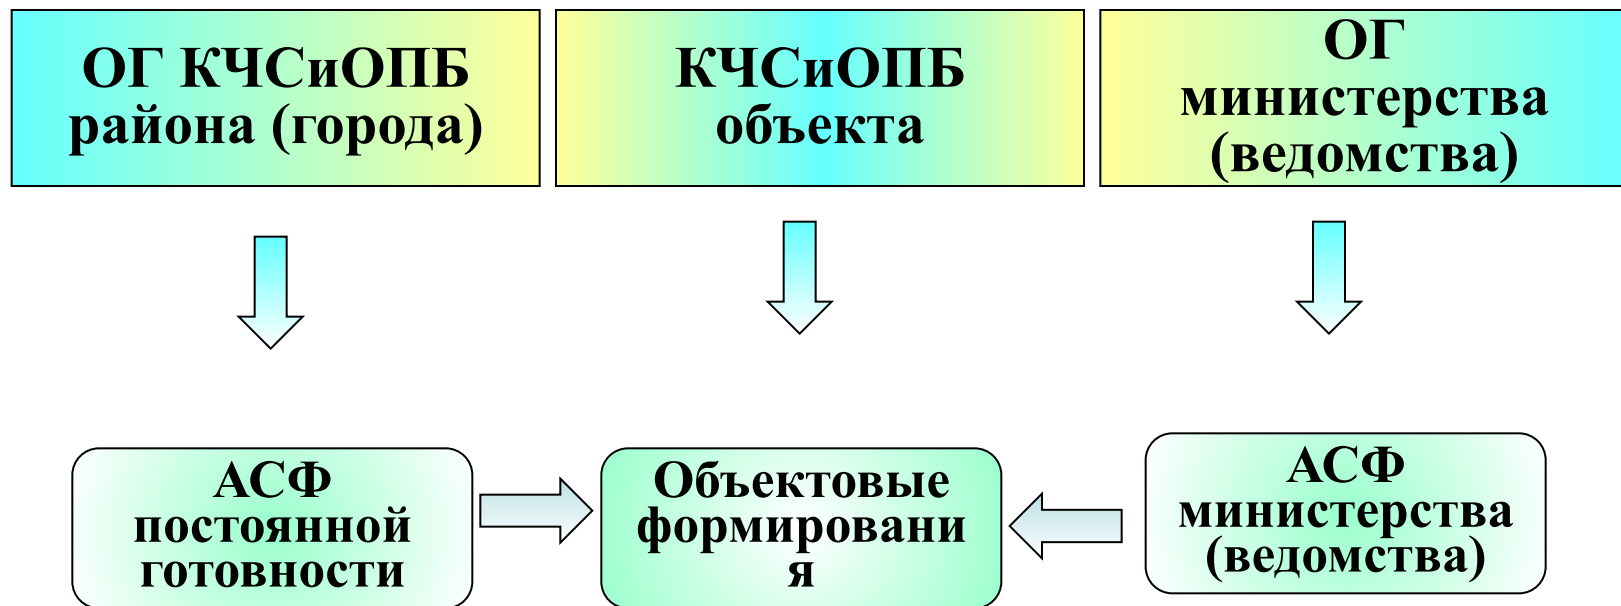 ОГ КЧСиОПБ
района (города)
КЧСиОПБ
объекта
ОГ
министерства
(ведомства)
АСФ
постоянной
готовности
Объектовые
формировани
я
АСФ
министерства
(ведомства)